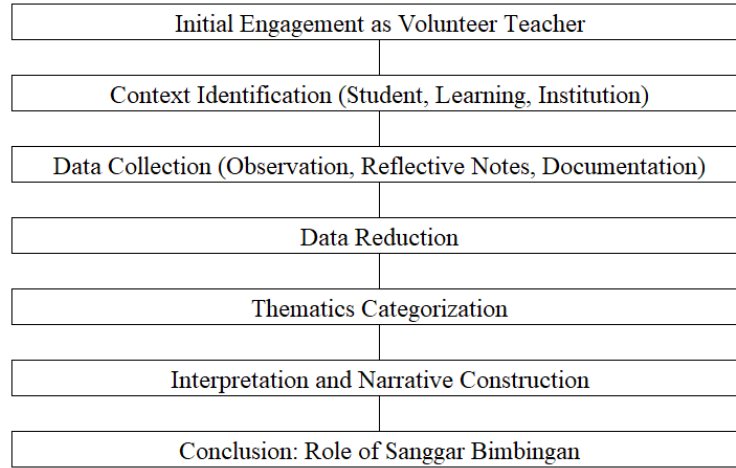 Initial Engagement as Volunteer Teacher
Context Identification (Student, Learning, Institution)
Data Collection (Observation, Reflective Notes, Documentation)
Data Reduction
Thematics Categorization
Interpretation and Narrative Construction
Conclusion: Role of Sanggar Bimbingan